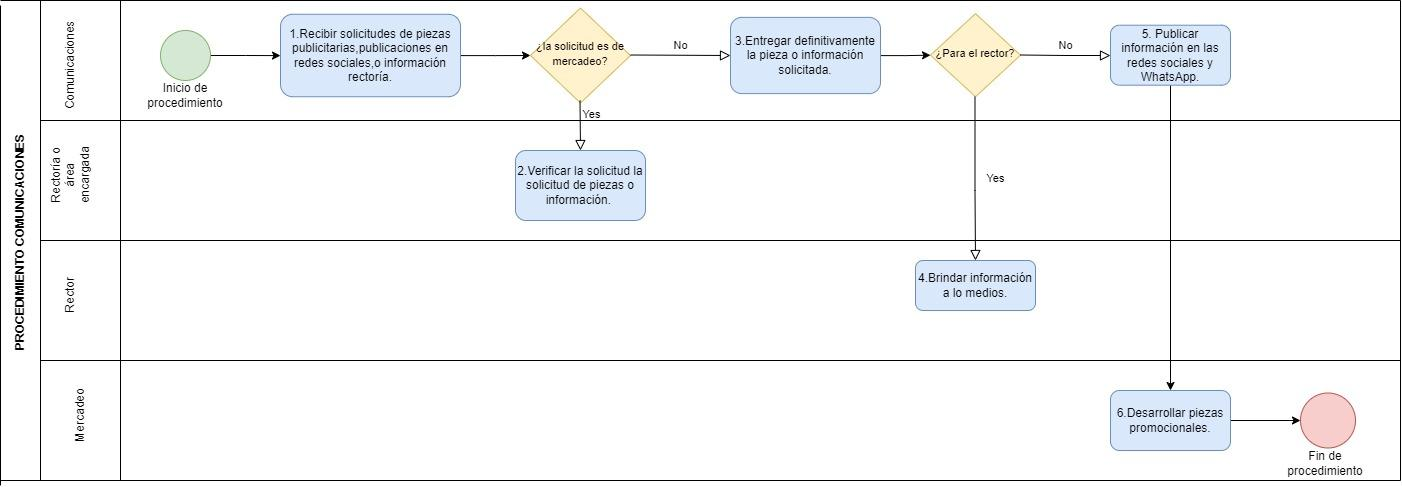 PROCEDIMIENTO COMUNICACIONES
Comunicaciones
Inicio de
procedimiento
1.Recibir solicitudes de piezas
publicitarias,publicaciones en
redes sociales,o información
rectoría.
¿la solicitud es de
mercadeo?
No
Yes
3.Entregar definitivamente
la pieza o información
solicitada.
¿Para el rector?
No
Yes
5. Publicar
información en las
redes sociales y
WhatsApp.
Rectoría o
área
encargada
2.Verificar la solicitud la
solicitud de piezas o
información.
Rector
4.Brindar información
a lo medios.
Mercadeo
6.Desarrollar piezas
promocionales.
Fin de
procedimiento